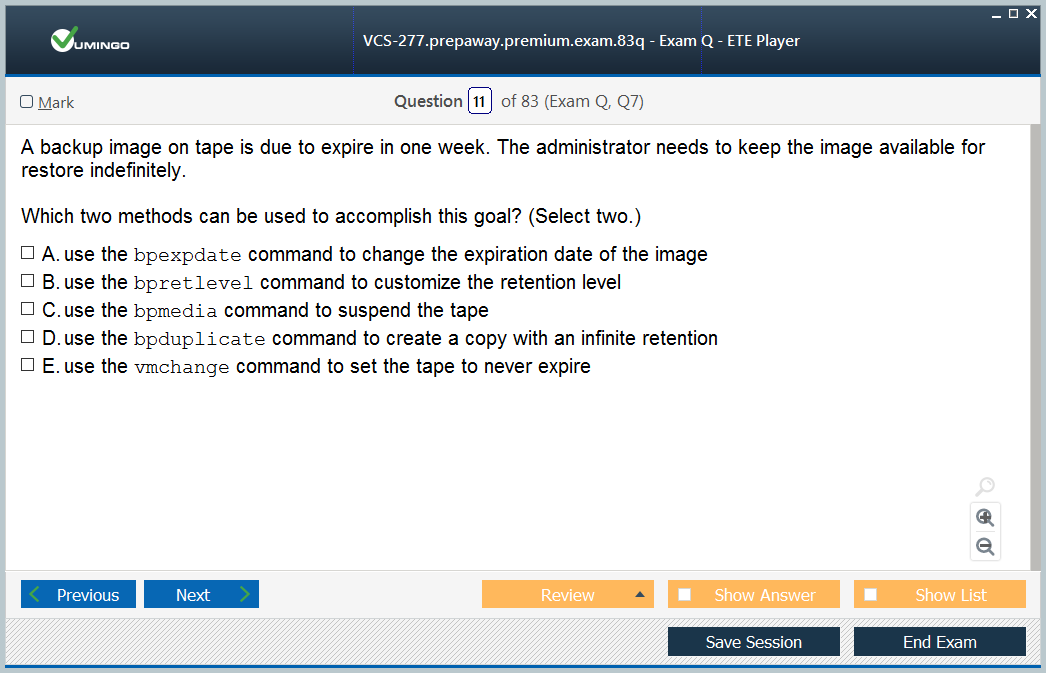 VUMINGO
VCS-277.prepaway.premium.exam.83q - Exam Q - ETE Player
Mark
Question 11 of 83 (Exam Q, Q7)
A backup image on tape is due to expire in one week. The administrator needs to keep the image available for
restore indefinitely.
Which two methods can be used to accomplish this goal? (Select two.)
A. use the bpexpdate command to change the expiration date of the image
B. use the bpretlevel command to customize the retention level
C. use the bpmedia command to suspend the tape
D. use the bpduplicate command to create a copy with an infinite retention
E. use the vmchange command to set the tape to never expire
Previous Next Review Show Answer Show List
Save Session End Exam